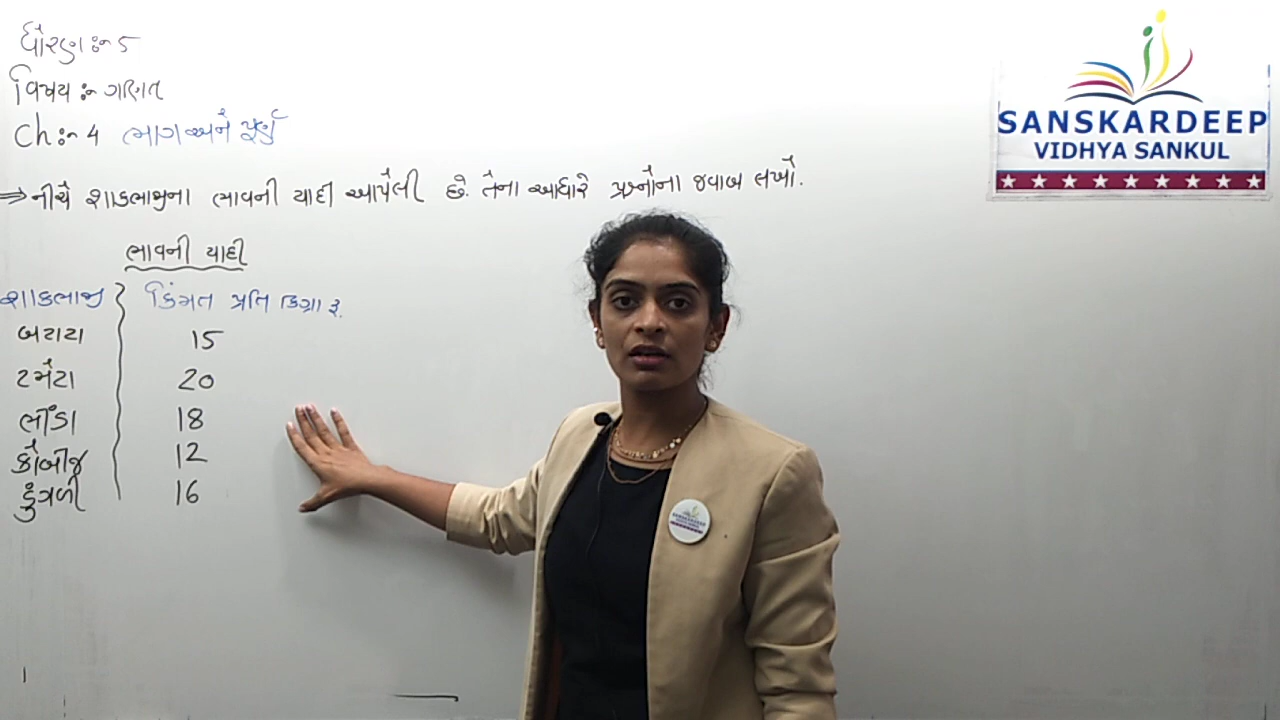 ધોરણ :- 5
વિષય :- ગણિત
Ch :- 4 ભાગ અને પૂર્ણ
⇒ નીચે શાકભાજીના ભાવની યાદી આપેલી છે. તેના આધારે પ્રશ્નોના જવાબ લખો.
ભાવની યાદી
શાકભાજી કિંમત પ્રતિ કિગ્રા રૂ.
બટાટા 15
ટમેટા 20
ભીંડા 18
કોબીજ 12
ડુંગળી 16
SANSKARDEEP
VIDHYA SANKUL